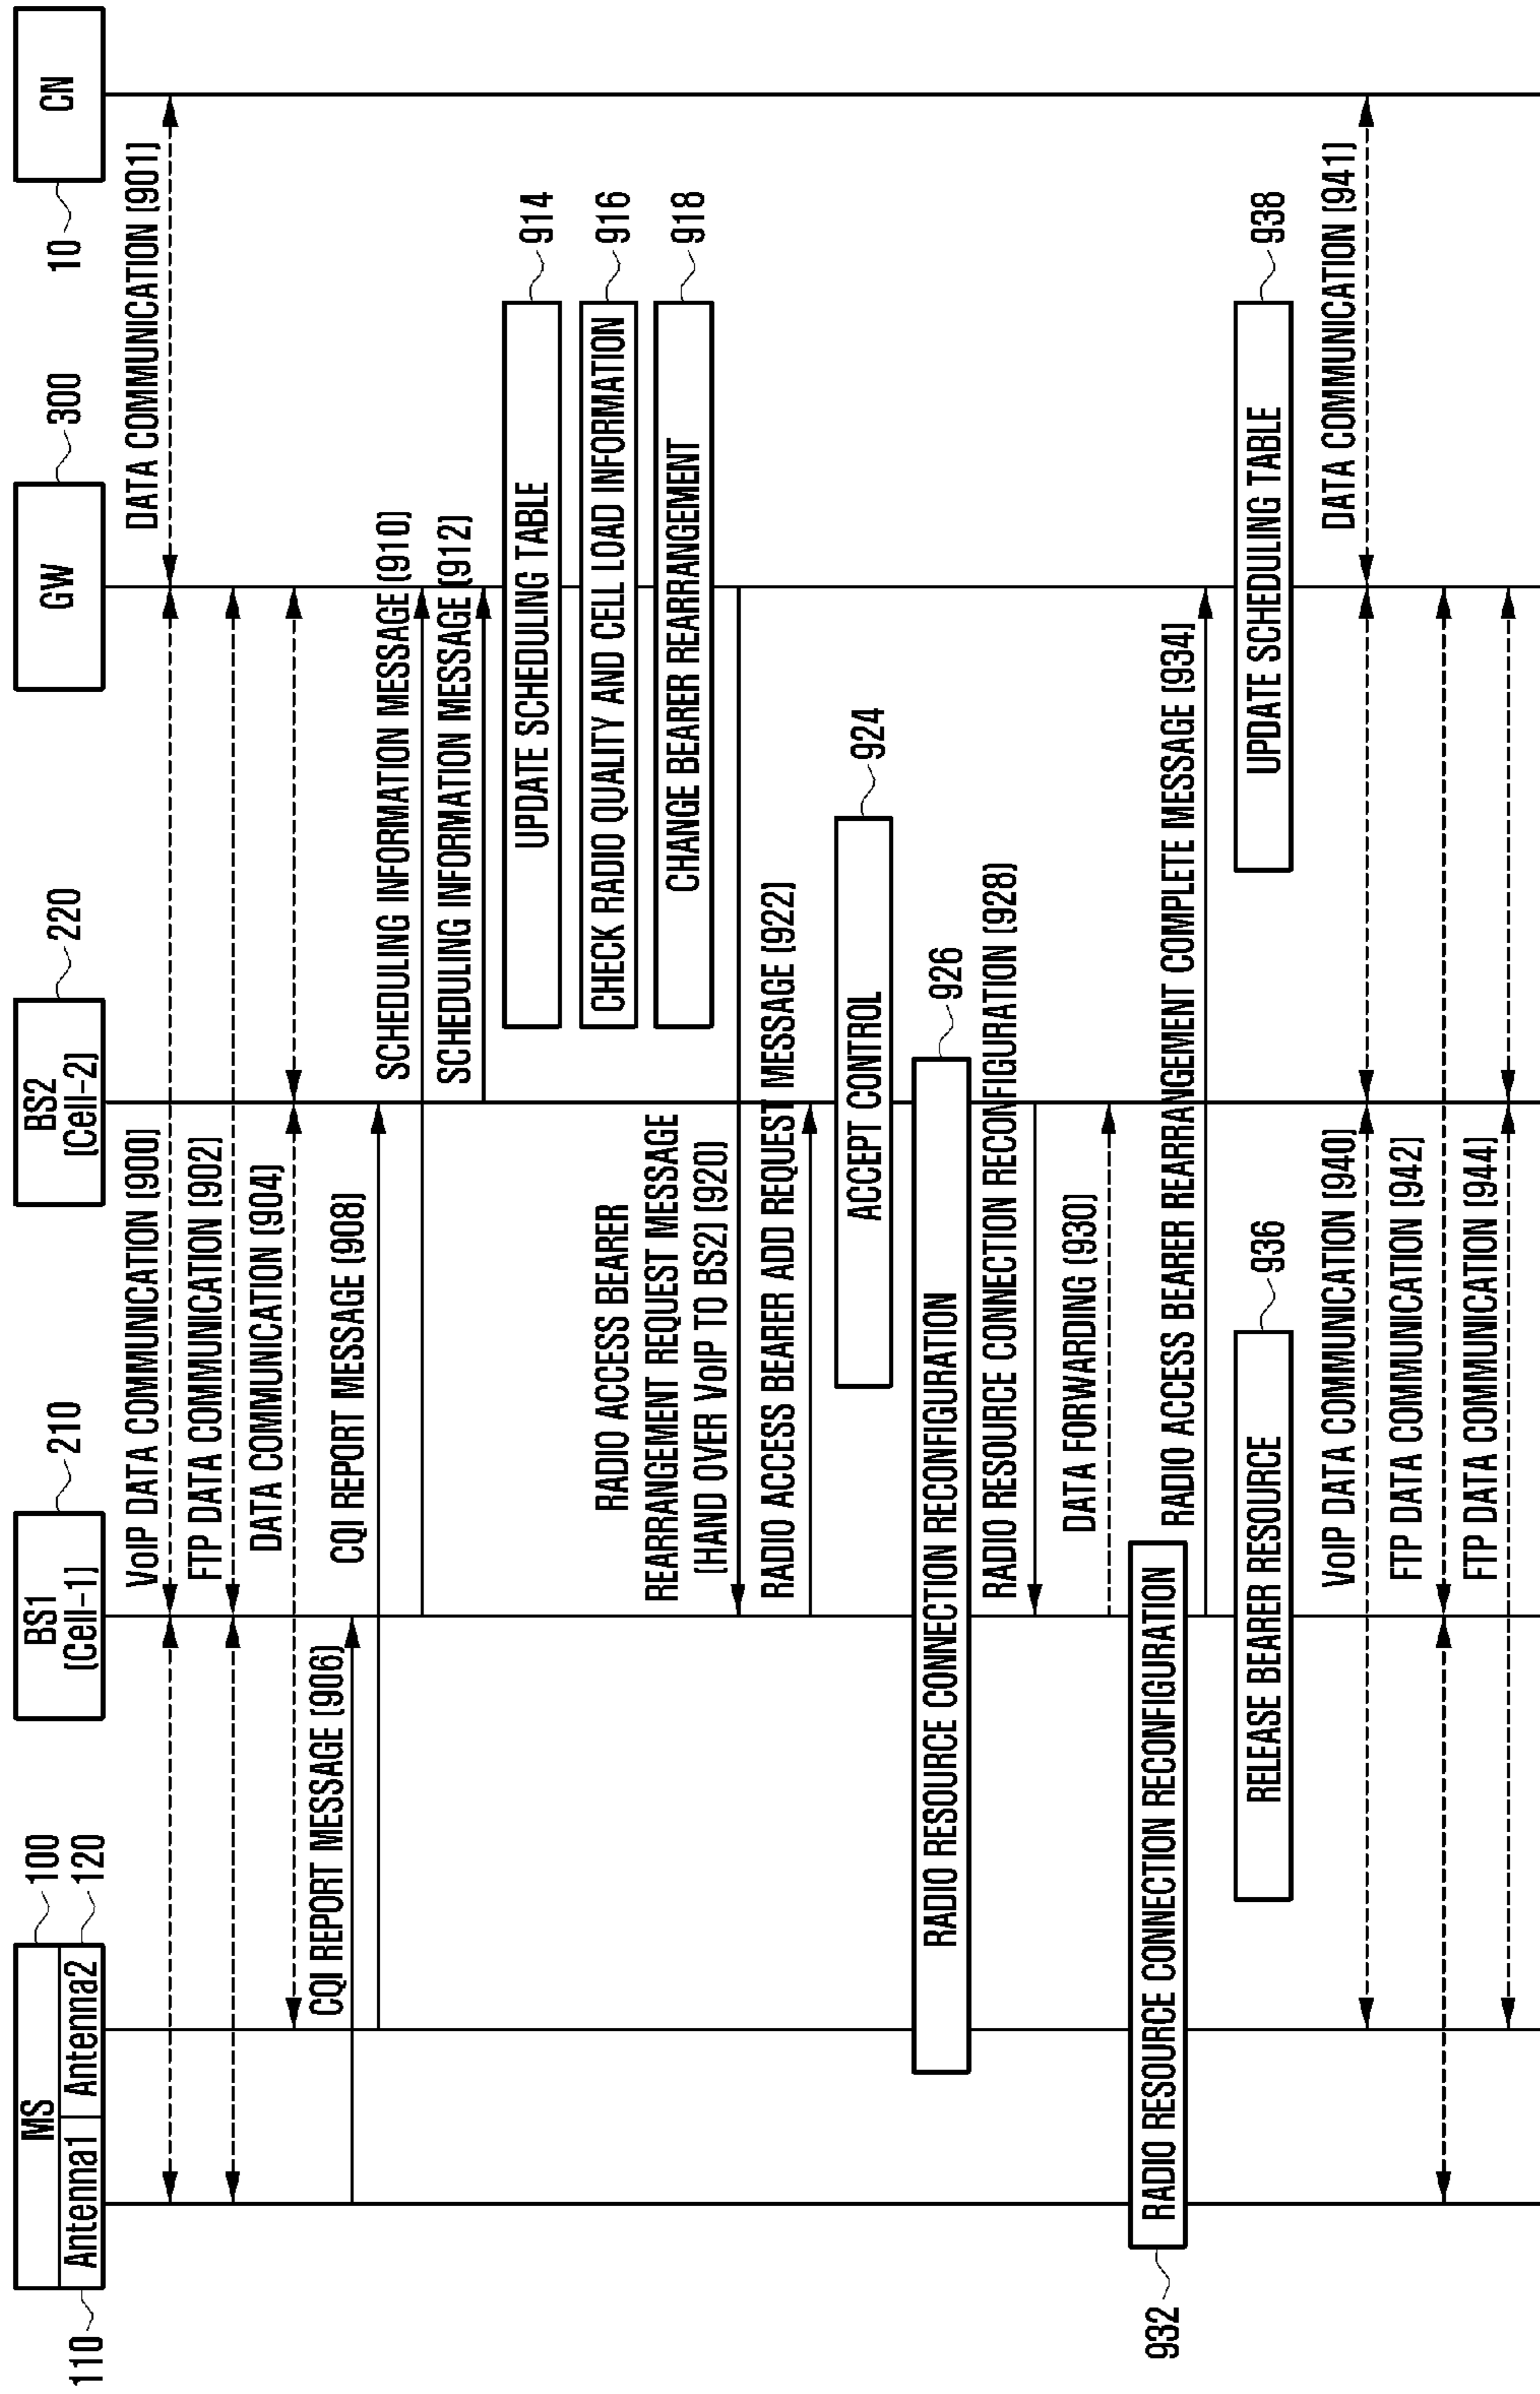 MS
Antenna1
Antenna2
110
100
120
BS1
(Cell-1)
210
BS2
(Cell-2)
220
GW
300
CN
10
VoIP DATA COMMUNICATION (900)
DATA COMMUNICATION (901)
FTP DATA COMMUNICATION (902)
DATA COMMUNICATION (904)
CQI REPORT MESSAGE (906)
CQI REPORT MESSAGE (908)
SCHEDULING INFORMATION MESSAGE (910)
SCHEDULING INFORMATION MESSAGE (912)
UPDATE SCHEDULING TABLE
914
CHECK RADIO QUALITY AND CELL LOAD INFORMATION
916
CHANGE BEARER REARRANGEMENT
918
RADIO ACCESS BEARER
REARRANGEMENT REQUEST MESSAGE
(HAND OVER VoIP TO BS2) (920)
RADIO ACCESS BEARER ADD REQUEST MESSAGE (922)
ACCEPT CONTROL
924
RADIO RESOURCE CONNECTION RECONFIGURATION
926
RADIO RESOURCE CONNECTION RECONFIGURATION (928)
DATA FORWARDING (930)
RADIO RESOURCE CONNECTION RECONFIGURATION
932
RADIO ACCESS BEARER REARRANGEMENT COMPLETE MESSAGE (934)
RELEASE BEARER RESOURCE
936
UPDATE SCHEDULING TABLE
938
VoIP DATA COMMUNICATION (940)
DATA COMMUNICATION (941)
FTP DATA COMMUNICATION (942)
FTP DATA COMMUNICATION (944)